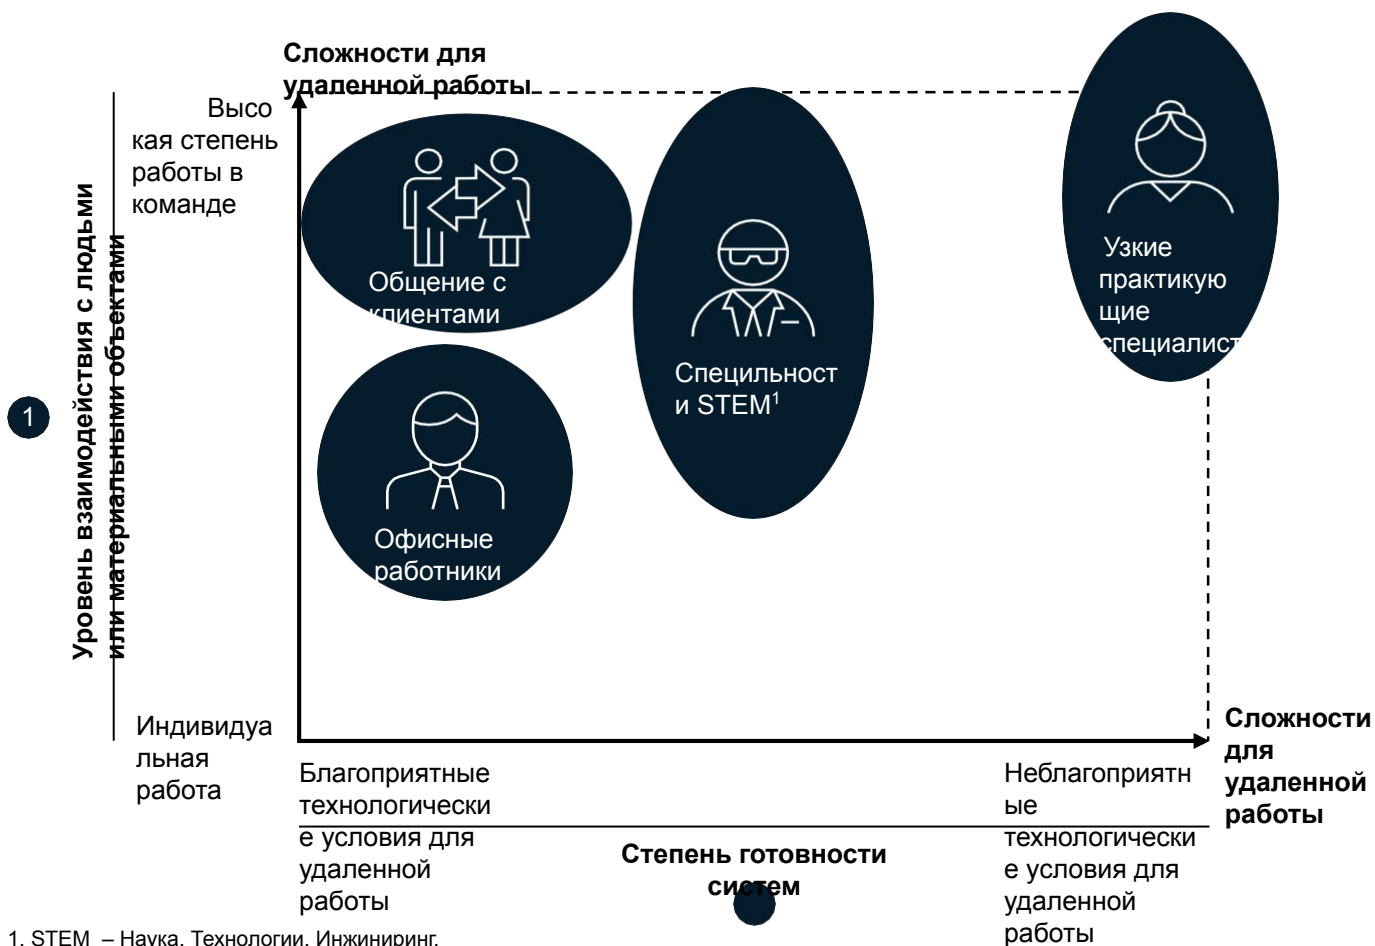 Сложности для
удаленной работы
Высо
кая степень
работы в
команде
Общение с
клиентами
Узкие
практикую
щие
специалист
Специльност
и STEM1
1
Уровень взаимодействия с людьми
или материальными объектами
Офисные
работники
Индивидуа
льная
работа
Сложности
для
удаленной
работы
Благоприятные
технологически
е условия для
удаленной
работы
Неблагоприятн
ые
технологически
е условия для
удаленной
работы
Степень готовности
систем
1. STEM – Наука, Технологии, Инжиниринг,